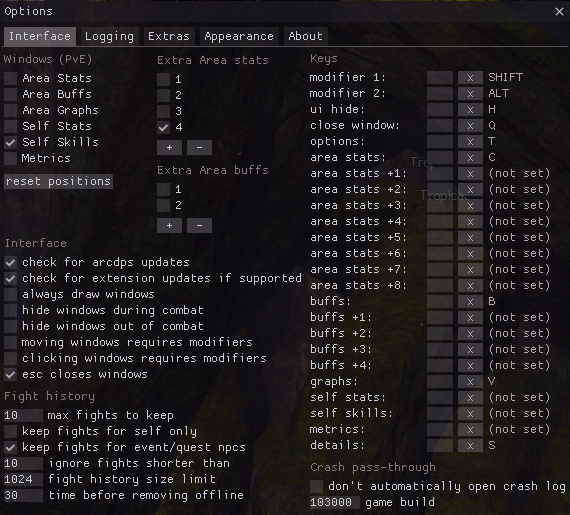 Options
Interface Logging Extras Appearance About
Windows (PvE)
Area Stats
Area Buffs
Area Graphs
Self Stats
Self Skills
Metrics
reset positions
Extra Area stats
1
2
3
4
+ -
Extra Area buffs
1
2
+ -
Interface
check for arcdps updates
check for extension updates if supported
always draw windows
hide windows during combat
hide windows out of combat
moving windows requires modifiers
clicking windows requires modifiers
esc closes windows
Fight history
10 max fights to keep
keep fights for self only
keep fights for event/quest npcs
10 ignore fights shorter than
1024 fight history size limit
30 time before removing offline
Keys
modifier 1: x SHIFT
modifier 2: x ALT
ui hide: x H
close window: x Q
options: x T
area stats: x C
area stats +1: x (not set)
area stats +2: x (not set)
area stats +3: x (not set)
area stats +4: x (not set)
area stats +5: x (not set)
area stats +6: x (not set)
area stats +7: x (not set)
area stats +8: x (not set)
buffs: x B
buffs +1: x (not set)
buffs +2: x (not set)
buffs +3: x (not set)
buffs +4: x (not set)
graphs: x V
self stats: x (not set)
self skills: x (not set)
metrics: x (not set)
details: x S
Crash pass-through
don't automatically open crash log
103000 game build